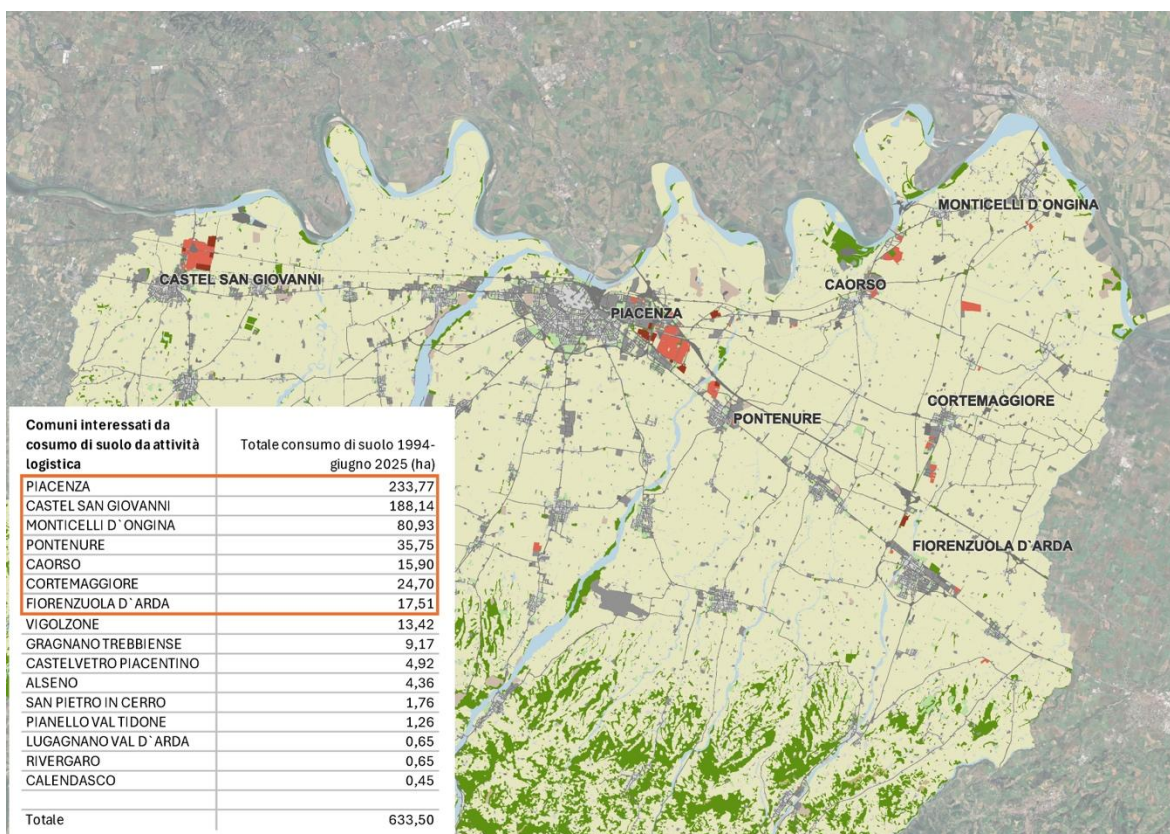 MONTICELLI D`ONGINA
CASTEL SAN GIOVANNI
CAORSO
PIACENZA
CORTEMAGGIORE
PONTENURE
FIORENZUOLA D`ARDA
Comuni interessati da
cosumo di suolo da attività
logistica
Totale consumo di suolo 1994-
giugno 2025 (ha)
PIACENZA 233,77
CASTEL SAN GIOVANNI 188,14
MONTICELLI D`ONGINA 80,93
PONTENURE 35,75
CAORSO 15,90
CORTEMAGGIORE 24,70
FIORENZUOLA D`ARDA 17,51
VIGOLZONE 13,42
GRAGNANO TREBBIENSE 9,17
CASTELVETRO PIACENTINO 4,92
ALSENO 4,36
SAN PIETRO IN CERRO 1,76
PIANELLO VAL TIDONE 1,26
LUGAGNANO VAL D`ARDA 0,65
RIVERGARO 0,65
CALENDASCO 0,45
Totale 633,50